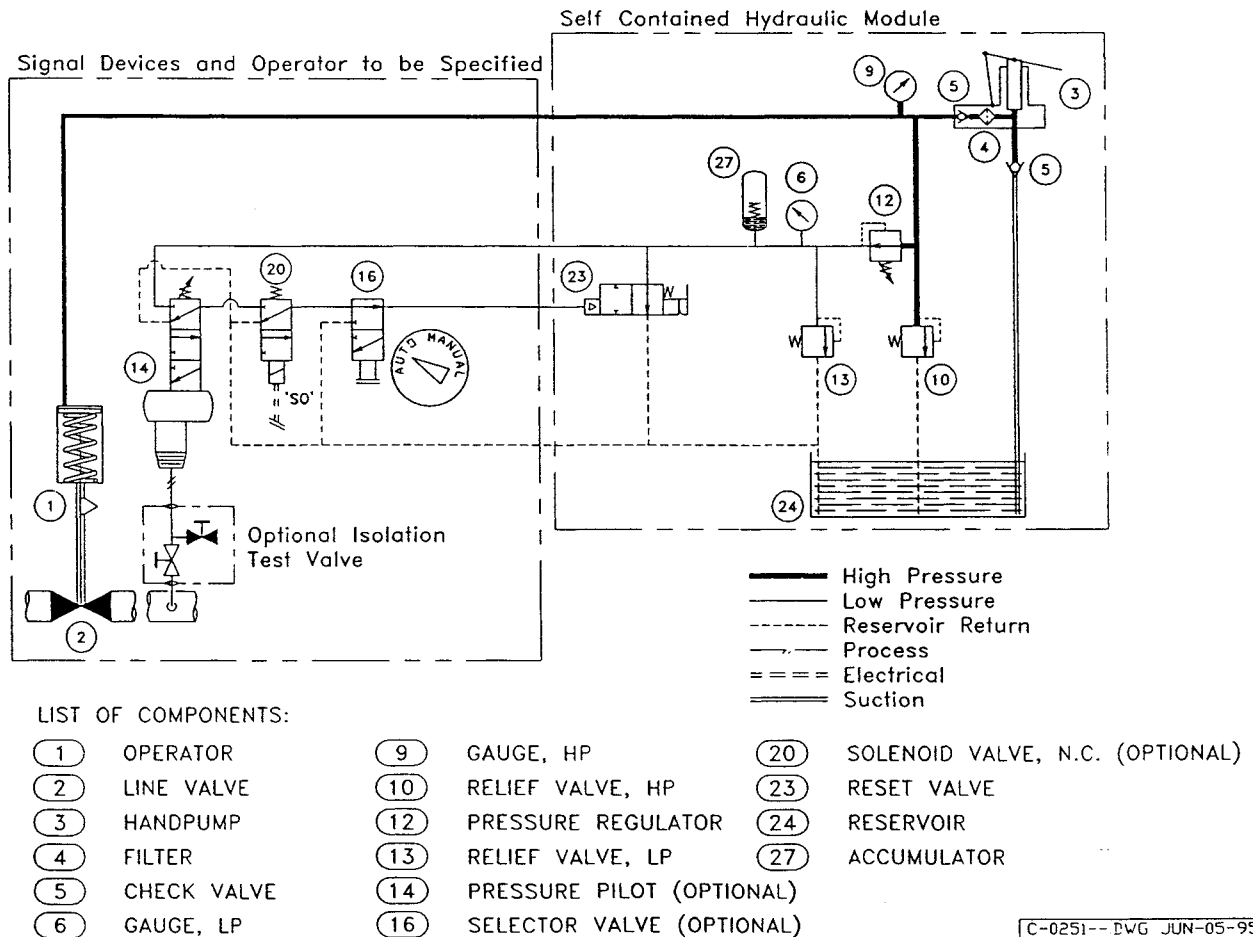 Self Contained Hydraulic Module
Signal Devices and Operator to be Specified
9
5
3
4
5
27
6
12
20
16
23
AUTO MANUAL
14
'SO'
13
10
1
24
Optional Isolation
Test Valve
2
High Pressure
Low Pressure
Reservoir Return
Process
Electrical
Suction
LIST OF COMPONENTS:
1 OPERATOR
2 LINE VALVE
3 HANDPUMP
4 FILTER
5 CHECK VALVE
6 GAUGE, LP
9 GAUGE, HP
10 RELIEF VALVE, HP
12 PRESSURE REGULATOR
13 RELIEF VALVE, LP
14 PRESSURE PILOT (OPTIONAL)
16 SELECTOR VALVE (OPTIONAL)
20 SOLENOID VALVE, N.C. (OPTIONAL)
23 RESET VALVE
24 RESERVOIR
27 ACCUMULATOR
C-0251--DWG JUN-05-95